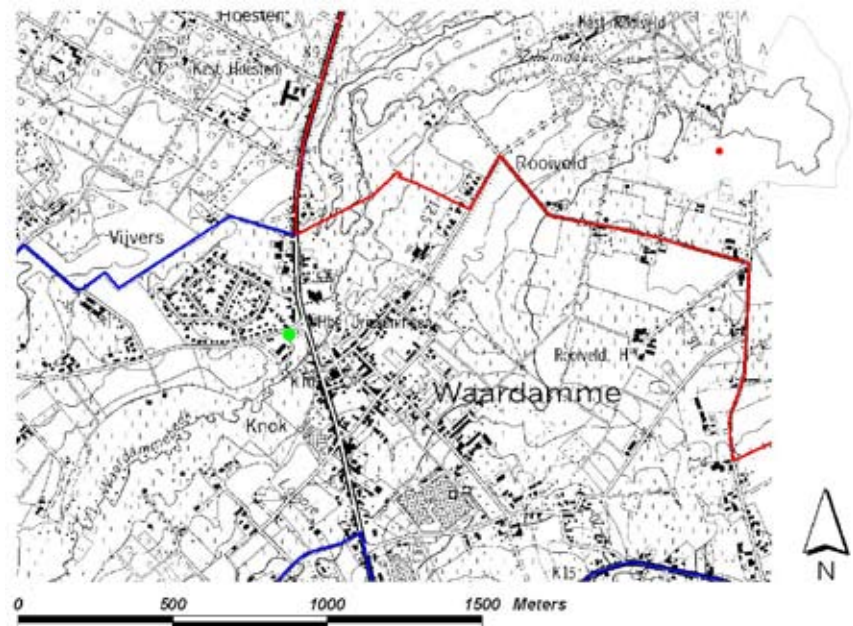 Hoesten
Kast. Rooiveld
Kast. Hoesten
Rooiveld
Vijvers
Rooiveld H
Waardamme
Knok
K15
N
0 500 1000 1500 Meters